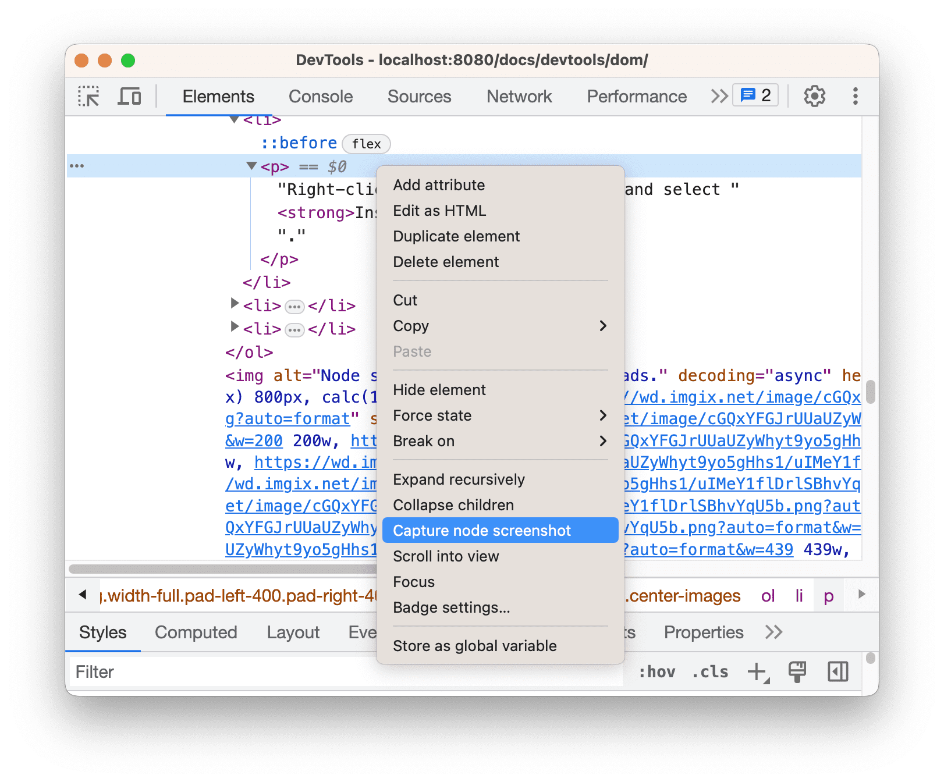 DevTools - localhost:8080/docs/devtools/dom/
Elements Console Sources Network Performance 2
<li>
::before flex
<p> == $0
"Right-clic and select "
<strong>Ins
"."
</p>
</li>
<li> ••• </li>
<li> ••• </li>
</ol>
<img alt="Node s ads." decoding="async" he
x) 800px, calc(1 //wd.imgix.net/image/cGQx
g?auto=format" s et/image/cGQxYFGJrUUaUZyW
&w=200 200w, htt GQxYFGJrUUaUZyWhyt9yo5gHh
w, https://wd.im aUZyWhyt9yo5gHhs1/uIMeY1f
/wd.imgix.net/im o5gHhs1/uIMeY1flDrlSBhvYq
et/image/cGQxYFG eY1flDrlSBhvYqU5b.png?aut
QxYFGJrUUaUZyWhy vYqU5b.png?auto=format&w=
UZyWhyt9yo5gHhs1 ?auto=format&w=439 439w,
Add attribute
Edit as HTML
Duplicate element
Delete element
Cut
Copy
Paste
Hide element
Force state
Break on
Expand recursively
Collapse children
Capture node screenshot
Scroll into view
Focus
Badge settings...
Store as global variable
.width-full.pad-left-400.pad-right-40 .center-images ol li p
Styles Computed Layout Eve ts Properties
Filter :hov .cls